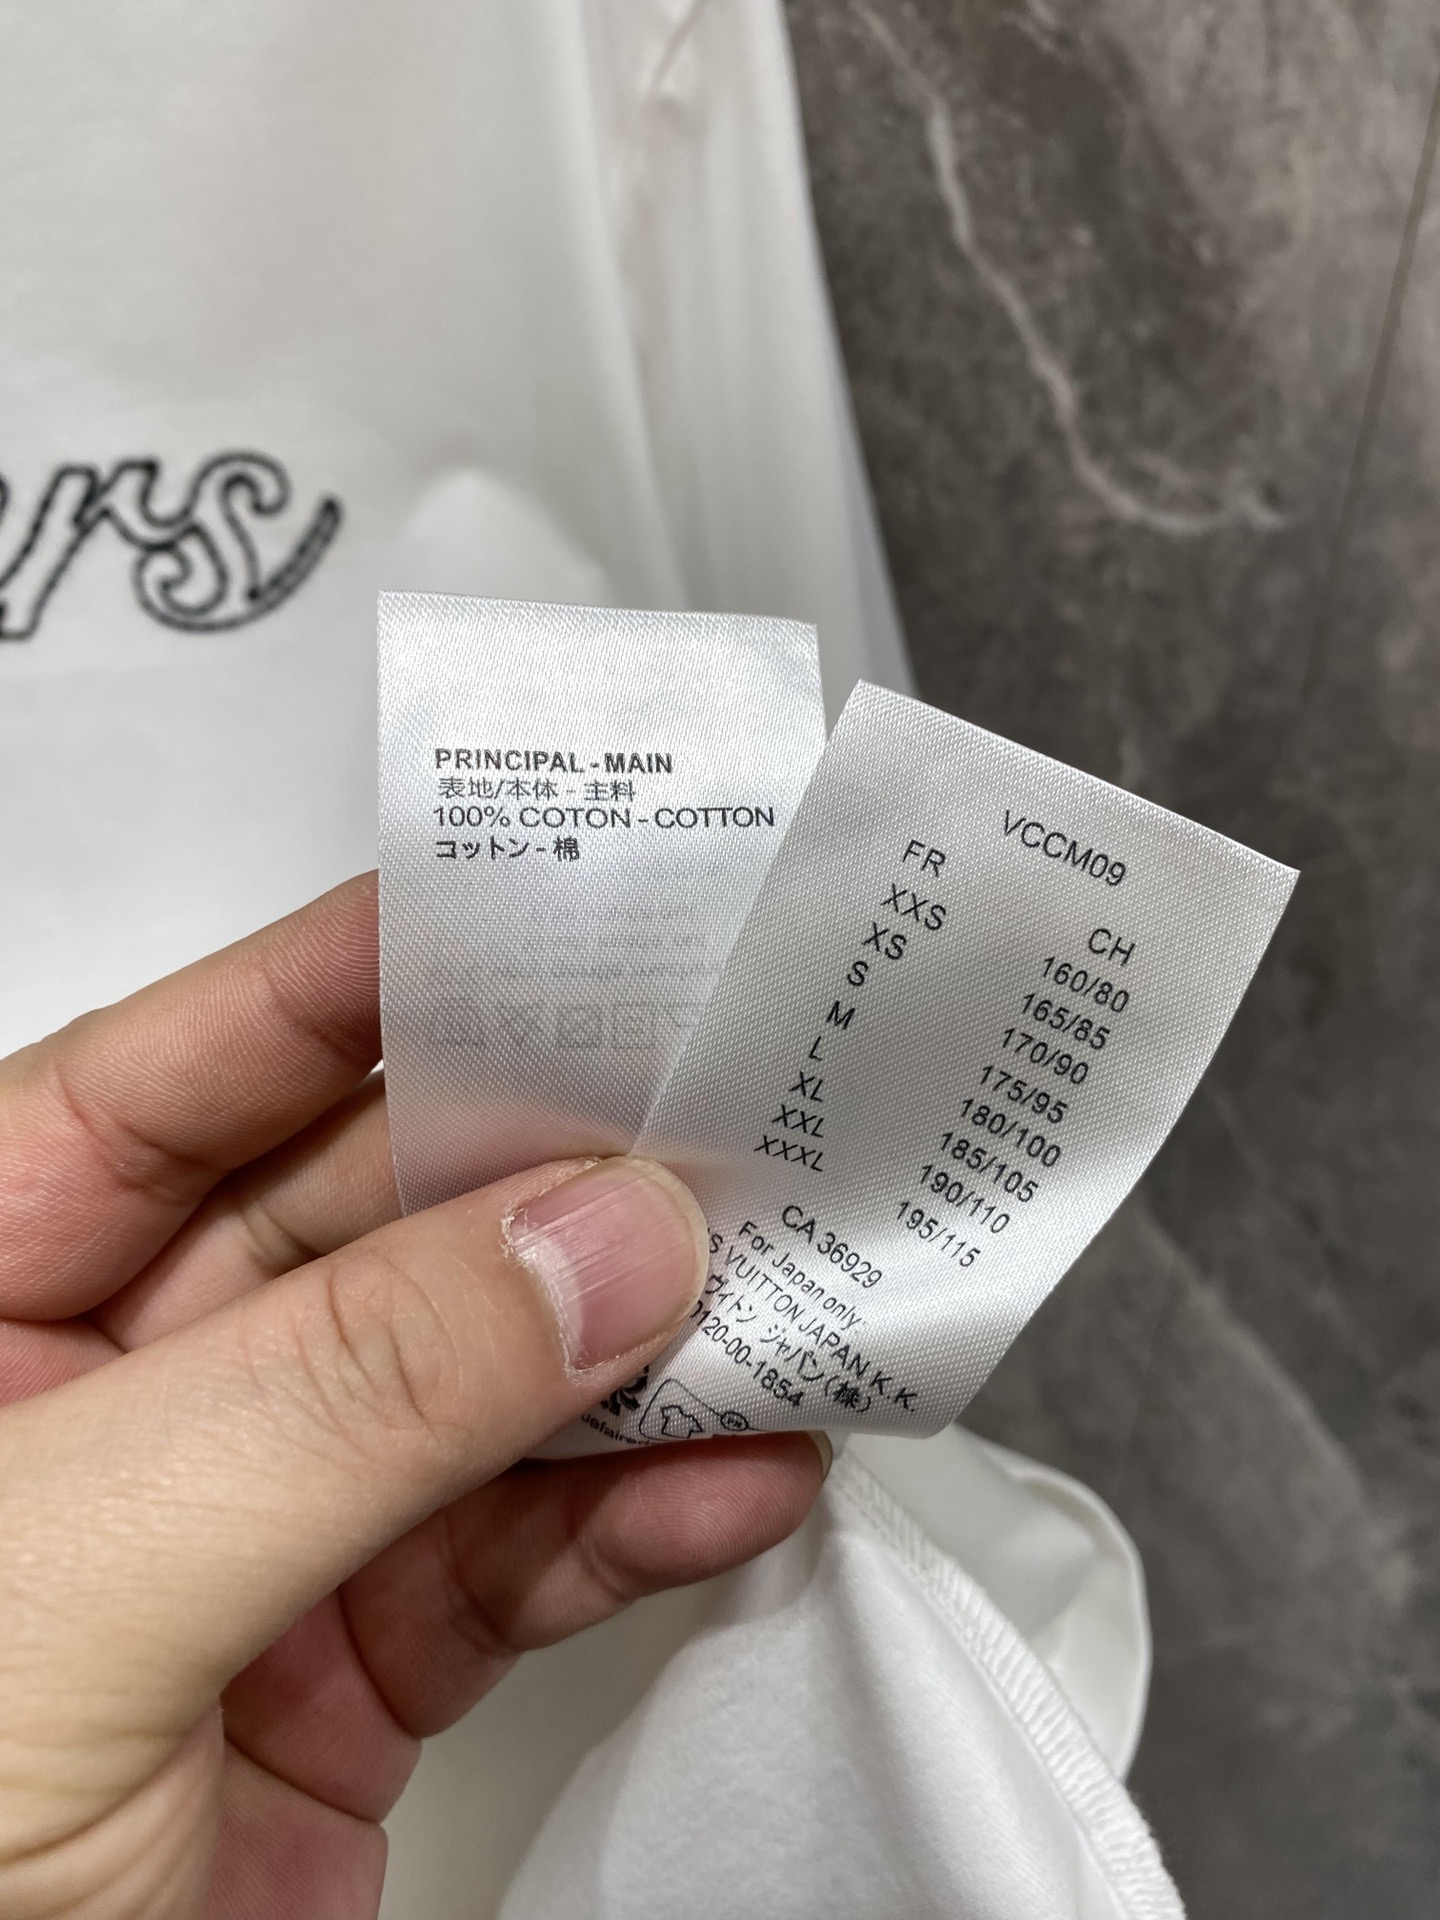 rs
PRINCIPAL - MAIN
表地/本体 - 主料
100% COTON - COTTON
コットン - 棉
VCCM09
FR CH
XXS 160/80
XS 165/85
S 170/90
M 175/95
L 180/100
XL 185/105
XXL 190/110
XXXL 195/115
CA 36929
For Japan only
VUITTON JAPAN K.K.
ヴィトン ジャパン(株)
0120-00-1854
FR